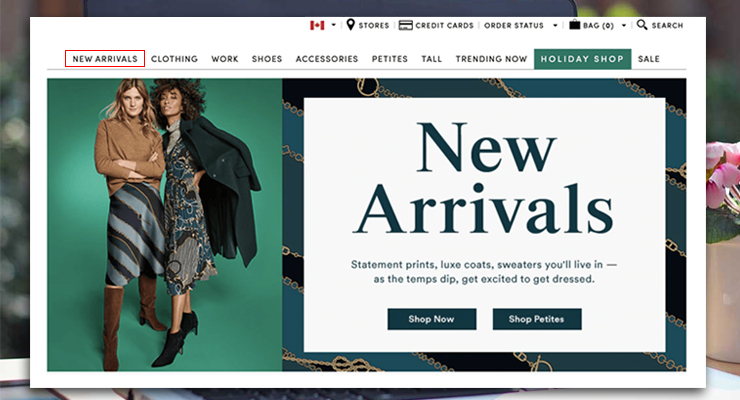 STORES CREDIT CARDS ORDER STATUS BAG (0) SEARCH
NEW ARRIVALS CLOTHING WORK SHOES ACCESSORIES PETITES TALL TRENDING NOW HOLIDAY SHOP SALE
New
Arrivals
Statement prints, luxe coats, sweaters you'll live in —
as the temps dip, get excited to get dressed.
Shop Now Shop Petites